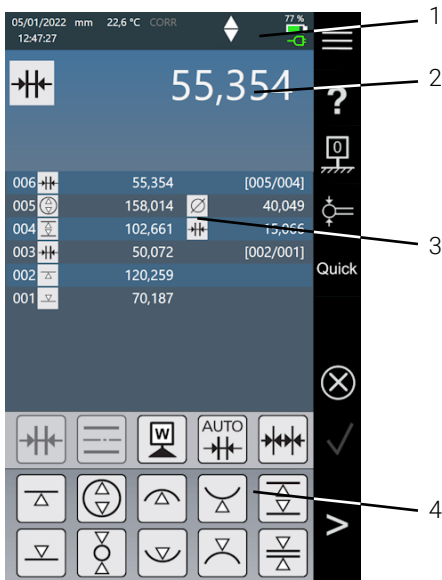 05/01/2022 mm 22,6 °C CORR 77 %
12:47:27
1
55,354
2
?
0
006 55,354 [005/004]
005 158,014 40,049
004 102,661 15,066
003 50,072 [002/001]
002 120,259
001 70,187
3
Quick
W
AUTO
4
>